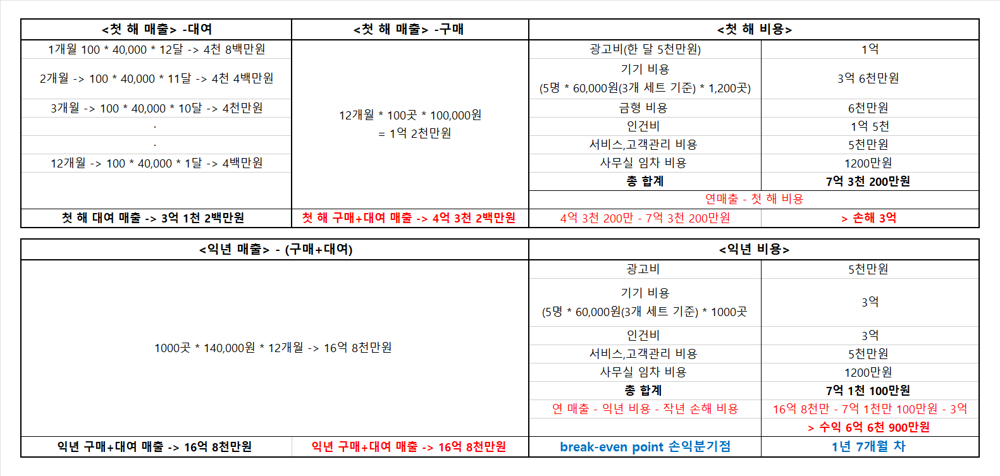 <첫 해 매출> -대여
<첫 해 매출> -구매
<첫 해 비용>
1개월 100 * 40,000 * 12달 -> 4천 8백만원
2개월 -> 100 * 40,000 * 11달 -> 4천 4백만원
3개월 -> 100 * 40,000 * 10달 -> 4천만원
.
.
12개월 -> 100 * 40,000 * 1달 -> 4백만원
첫 해 대여 매출 -> 3억 1천 2백만원
12개월 * 100곳 * 100,000원
= 1억 2천만원
첫 해 구매+대여 매출 -> 4억 3천 2백만원
광고비(한 달 5천만원)
1억
기기 비용
(5명 * 60,000원(3개 세트 기준) * 1,200곳)
3억 6천만원
금형 비용
6천만원
인건비
1억 5천
서비스,고객관리 비용
5천만원
사무실 임차 비용
1200만원
총 합계
7억 3천 200만원
연매출 - 첫 해 비용
4억 3천 200만 - 7억 3천 200만원
> 손해 3억
<익년 매출> - (구매+대여)
<익년 비용>
1000곳 * 140,000원 * 12개월 -> 16억 8천만원
익년 구매+대여 매출 -> 16억 8천만원
익년 구매+대여 매출 -> 16억 8천만원
광고비
5천만원
기기 비용
(5명 * 60,000원(3개 세트 기준) * 1000곳
3억
인건비
3억
서비스,고객관리 비용
5천만원
사무실 임차 비용
1200만원
총 합계
7억 1천 100만원
연 매출 - 익년 비용 - 작년 손해 비용
16억 8천만 - 7억 1천만 100만원 - 3억
> 수익 6억 6천 900만원
break-even point 손익분기점
1년 7개월 차